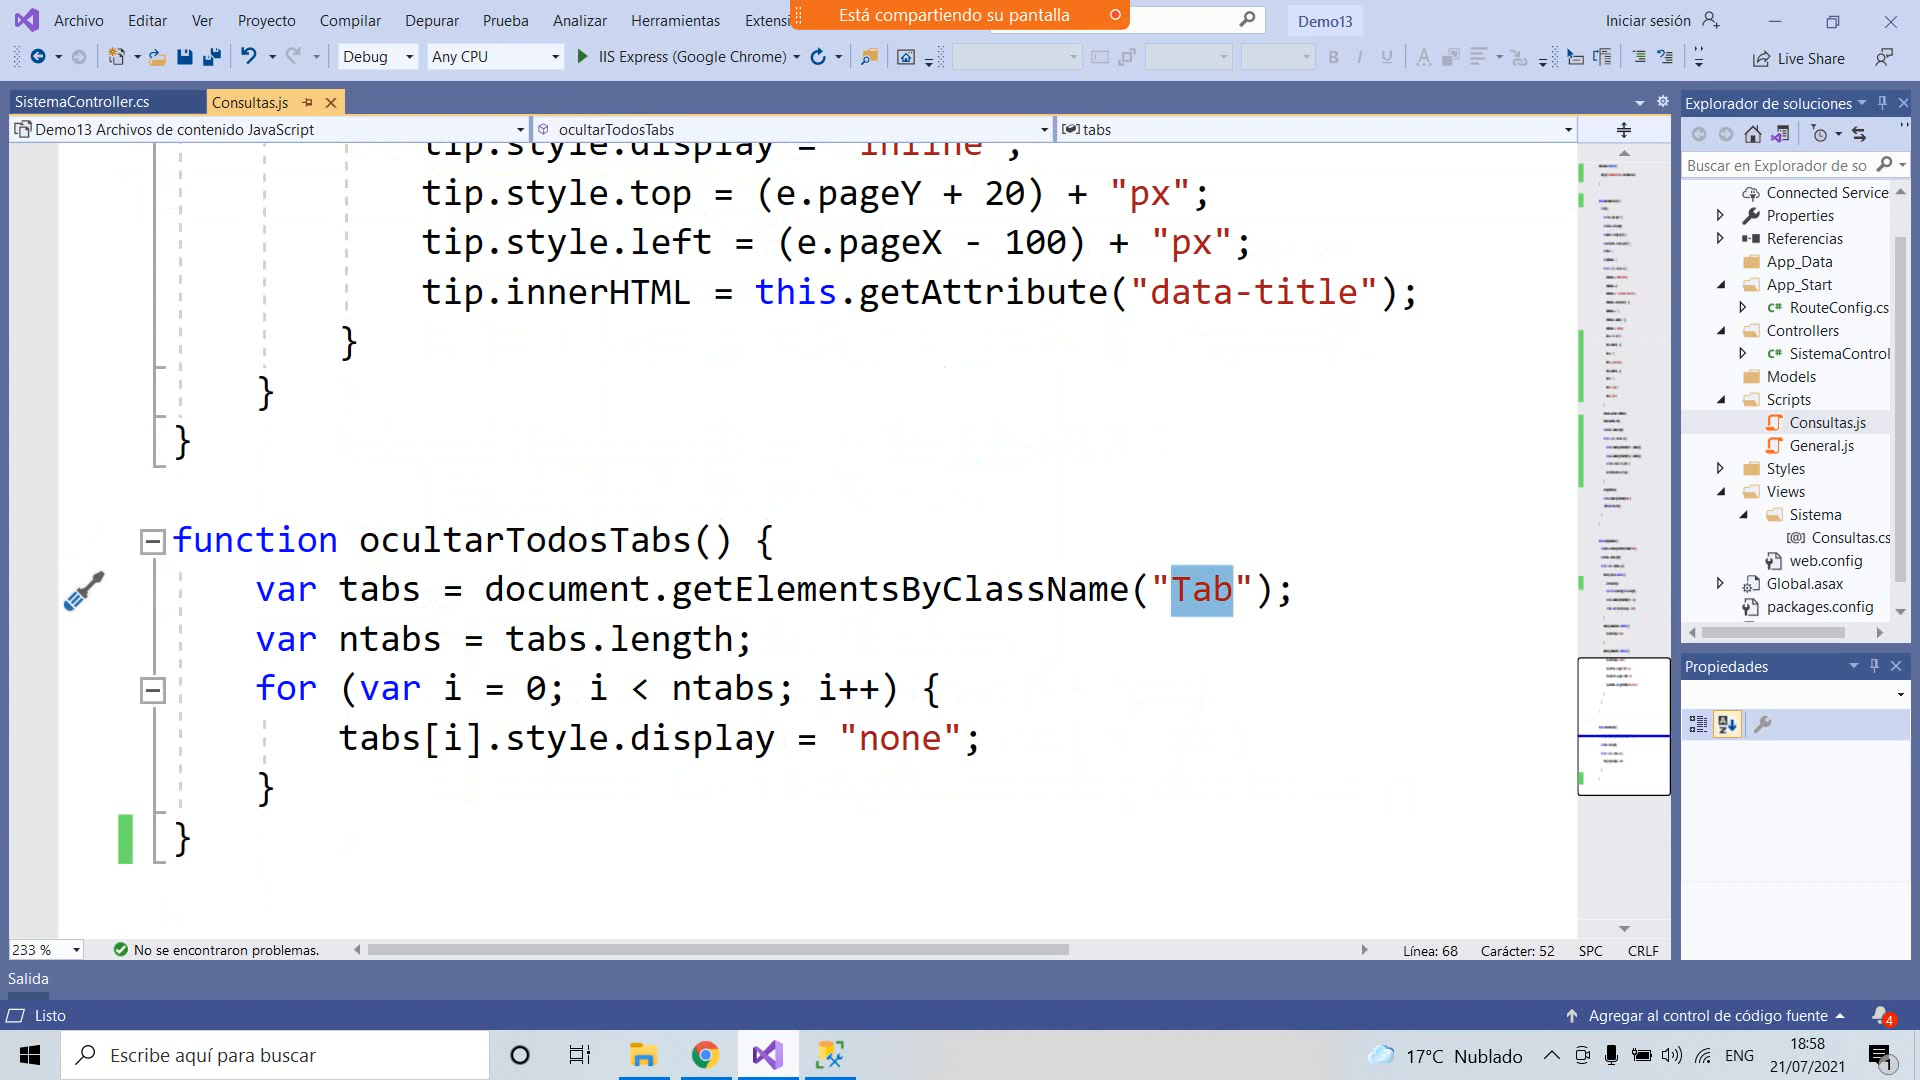 Archivo Editar Ver Proyecto Compilar Depurar Prueba Analizar Herramientas Extensi
Está compartiendo su pantalla
Demo13
Iniciar sesión
Debug Any CPU IIS Express (Google Chrome)
Live Share
SistemaController.cs Consultas.js
Demo13 Archivos de contenido JavaScript ocultarTodosTabs tabs
tip.style.display = "inline";
tip.style.top = (e.pageY + 20) + "px";
tip.style.left = (e.pageX - 100) + "px";
tip.innerHTML = this.getAttribute("data-title");
}
}
}
function ocultarTodosTabs() {
var tabs = document.getElementsByClassName("Tab");
var ntabs = tabs.length;
for (var i = 0; i < ntabs; i++) {
tabs[i].style.display = "none";
}
}
233 % No se encontraron problemas. Línea: 68 Carácter: 52 SPC CRLF
Explorador de soluciones
Buscar en Explorador de so
Connected Service
Properties
Referencias
App_Data
App_Start
C# RouteConfig.cs
Controllers
C# SistemaControl
Models
Scripts
Consultas.js
General.js
Styles
Views
Sistema
[@] Consultas.cs
web.config
Global.asax
packages.config
Propiedades
Salida
Listo
Agregar al control de código fuente
4
Escribe aquí para buscar
17°C Nublado
ENG
18:58
21/07/2021
1